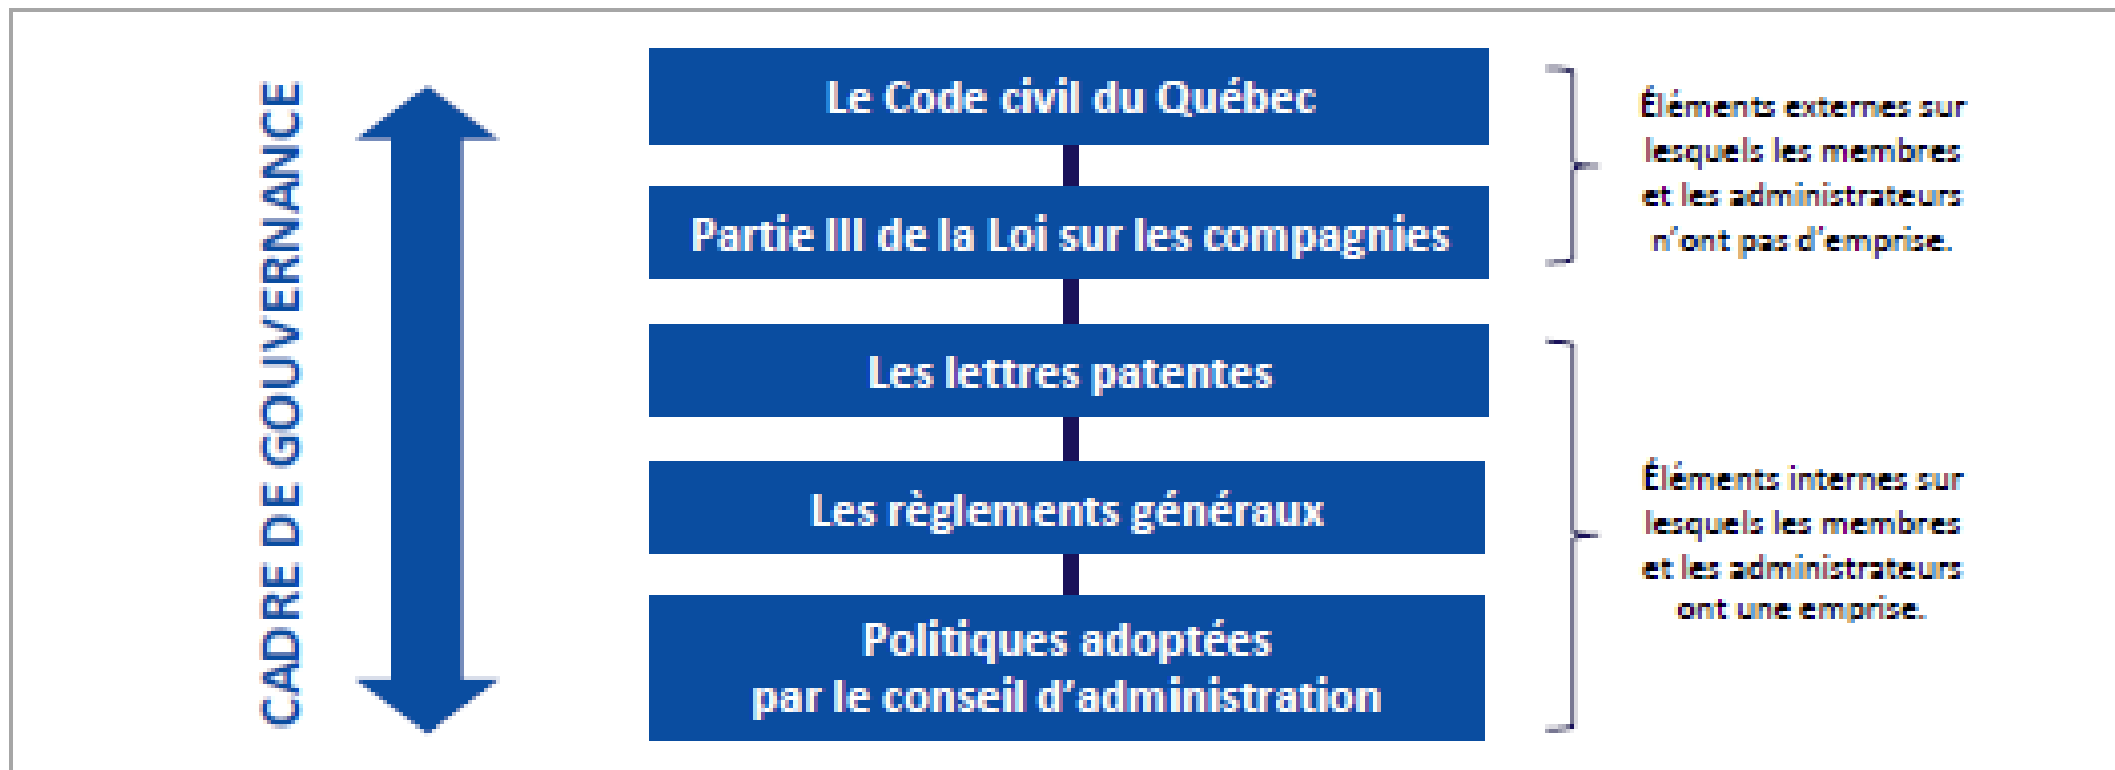 CADRE DE GOUVERNANCE
Le Code civil du Québec
Partie III de la Loi sur les compagnies
Éléments externes sur
lesquels les membres
et les administrateurs
n'ont pas d'emprise.
Les lettres patentes
Les règlements généraux
Politiques adoptées
par le conseil d'administration
Éléments internes sur
lesquels les membres
et les administrateurs
ont une emprise.